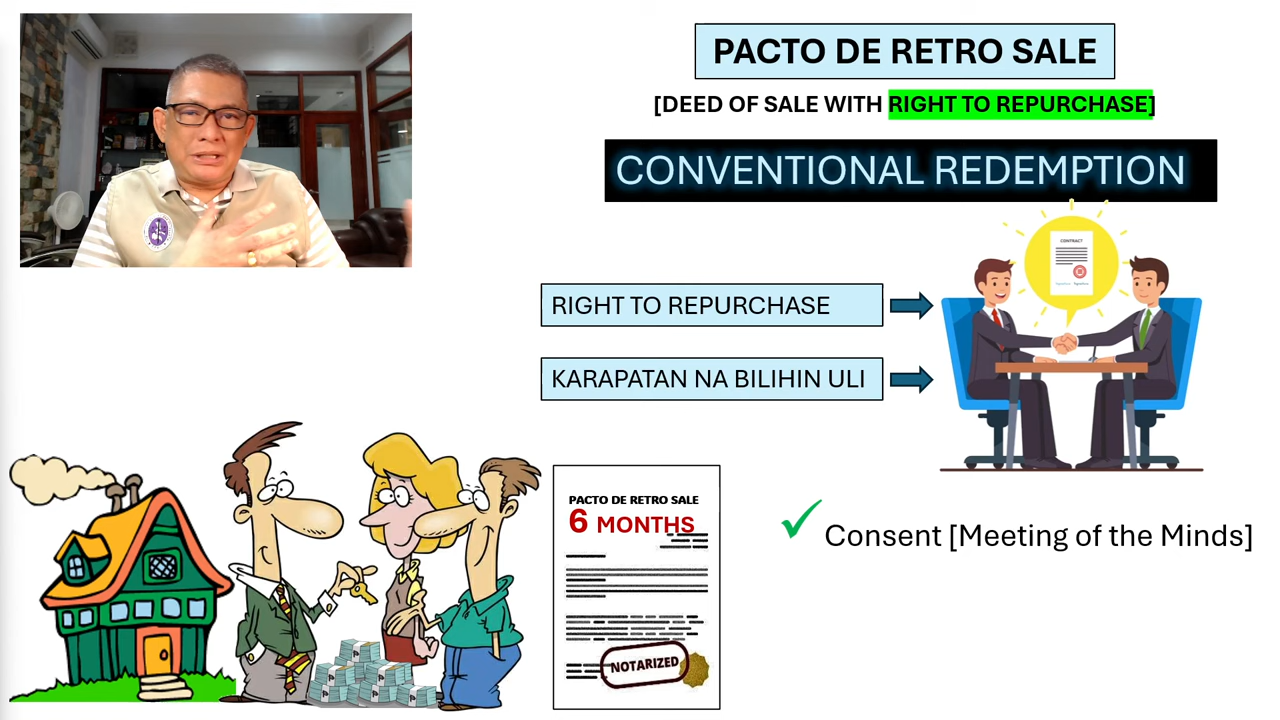 PACTO DE RETRO SALE
[DEED OF SALE WITH RIGHT TO REPURCHASE]
CONVENTIONAL REDEMPTION
CONTRACT
RIGHT TO REPURCHASE
KARAPATAN NA BILIHIN ULI
PACTO DE RETRO SALE
6 MONTHS
NOTARIZED
Consent [Meeting of the Minds]